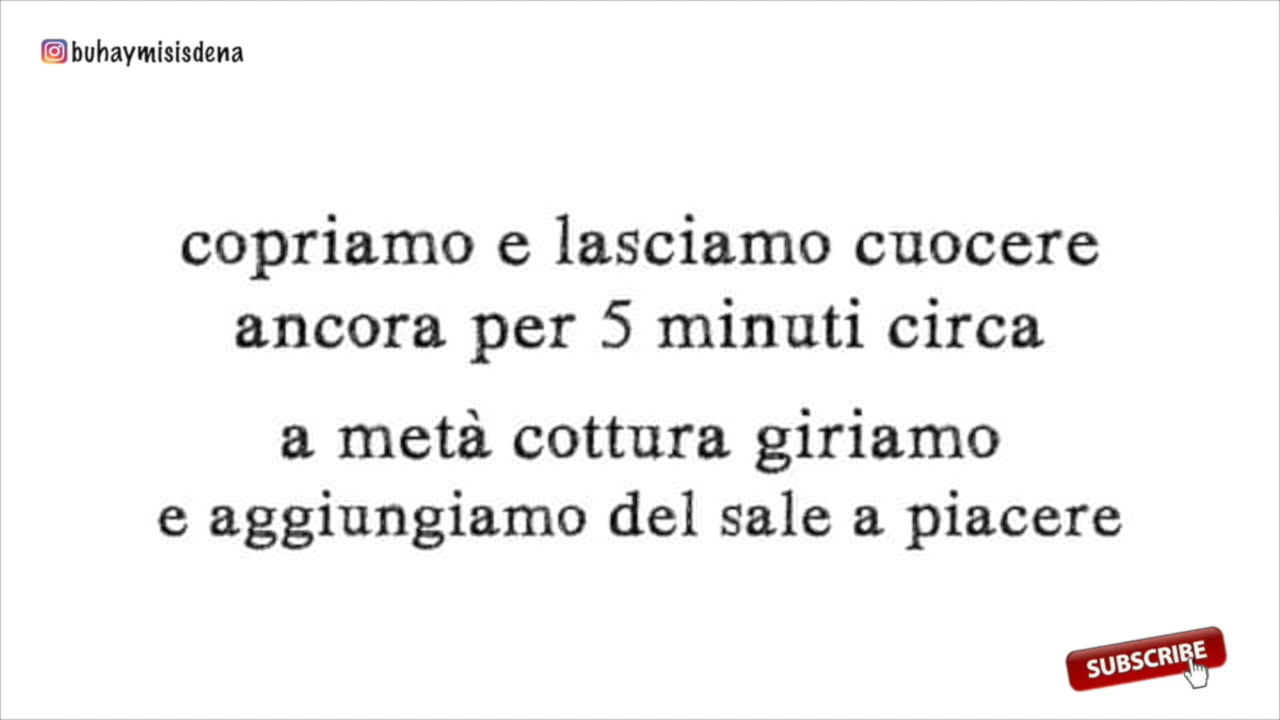 buhaymisisdena
copriamo e lasciamo cuocere
ancora per 5 minuti circa
a metà cottura giriamo
e aggiungiamo del sale a piacere
SUBSCRIBE